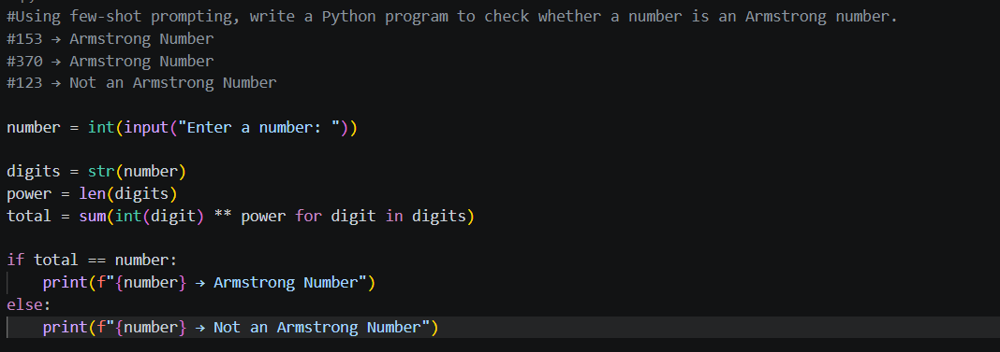 #Using few-shot prompting, write a Python program to check whether a number is an Armstrong number.
#153 → Armstrong Number
#370 → Armstrong Number
#123 → Not an Armstrong Number

number = int(input("Enter a number: "))

digits = str(number)
power = len(digits)
total = sum(int(digit) ** power for digit in digits)

if total == number:
    print(f"{number} → Armstrong Number")
else:
    print(f"{number} → Not an Armstrong Number")